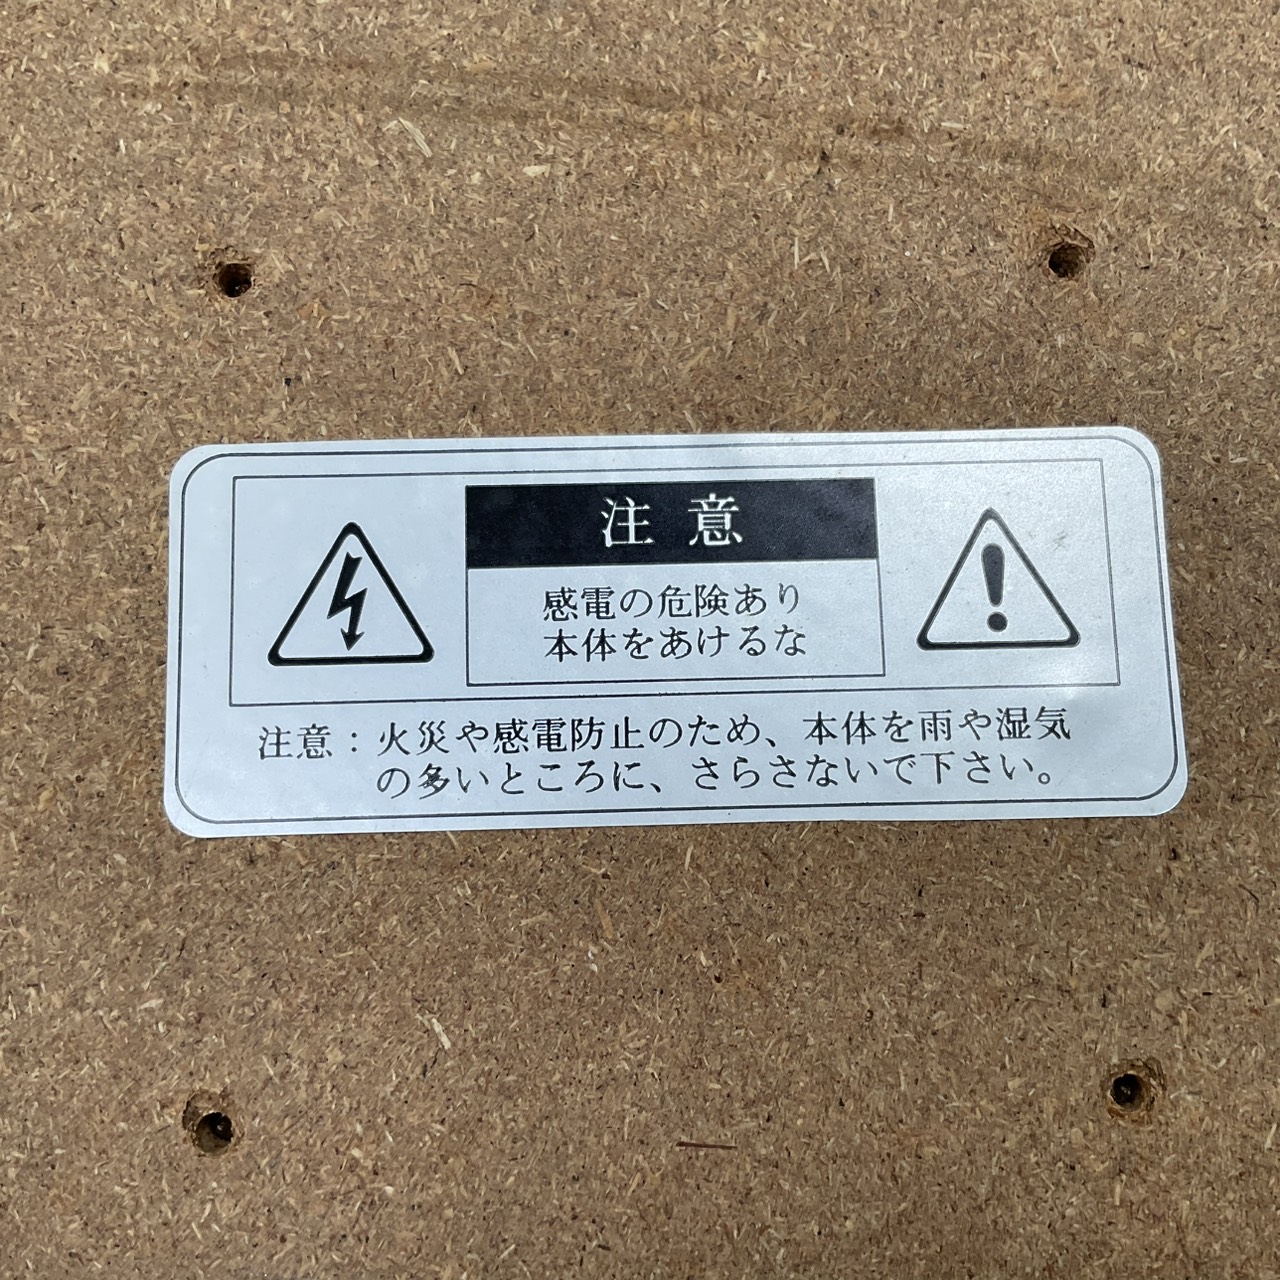 注意
感電の危険あり
本体をあけるな
注意：火災や感電防止のため、本体を雨や湿気
の多いところに、さらさないで下さい。